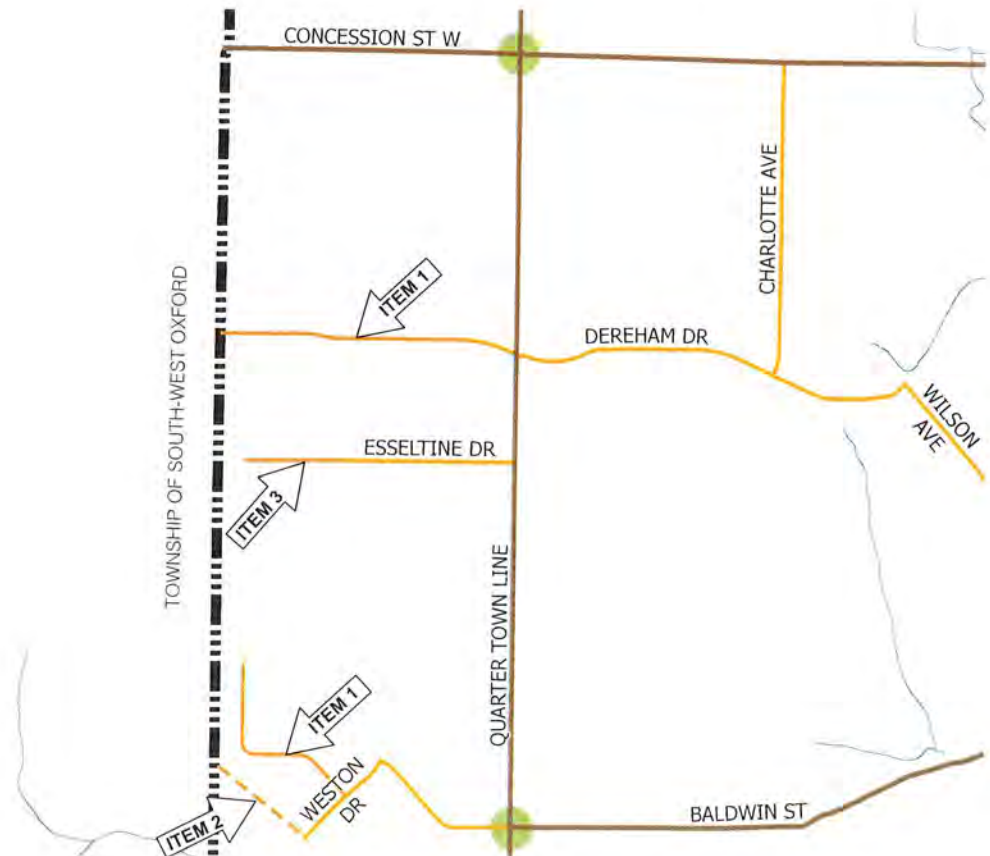 CONCESSION ST W
CHARLOTTE AVE
TOWNSHIP OF SOUTH-WEST OXFORD
ITEM 1
DEREHAM DR
WILSON
AVE
ESSELTINE DR
ITEM 3
QUARTER TOWN LINE
ITEM 1
WESTON
DR
BALDWIN ST
ITEM 2